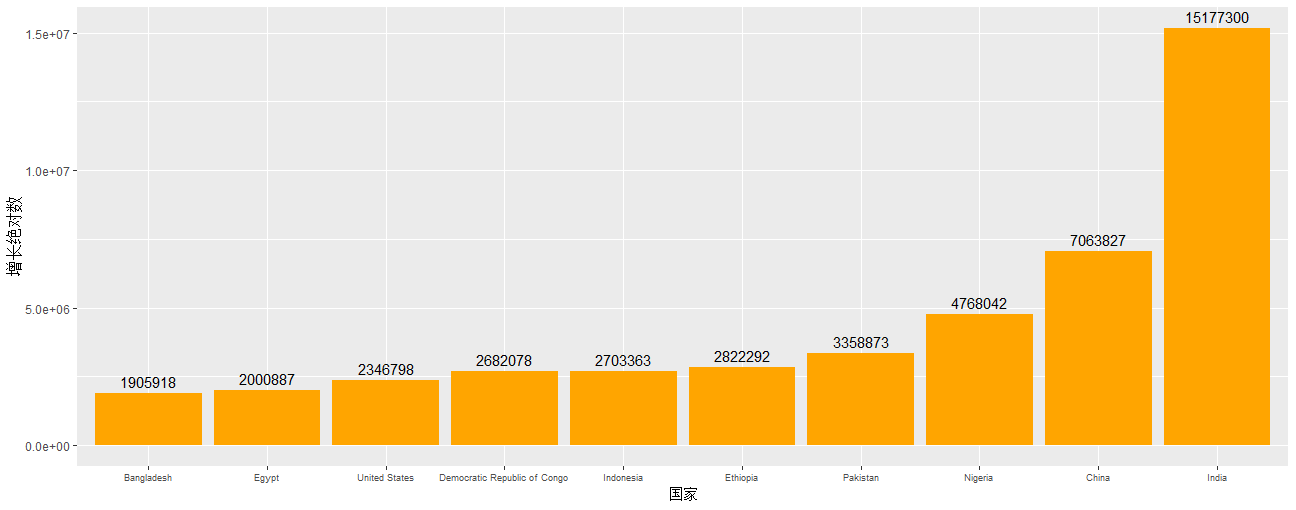 15177300
1.5e+07
1.0e+07
7063827
5.0e+06
4768042
3358873
2822292
2703363
2682078
2346798
2000887
1905918
0.0e+00
增长绝对数
Bangladesh Egypt United States Democratic Republic of Congo Indonesia Ethiopia Pakistan Nigeria China India
国家